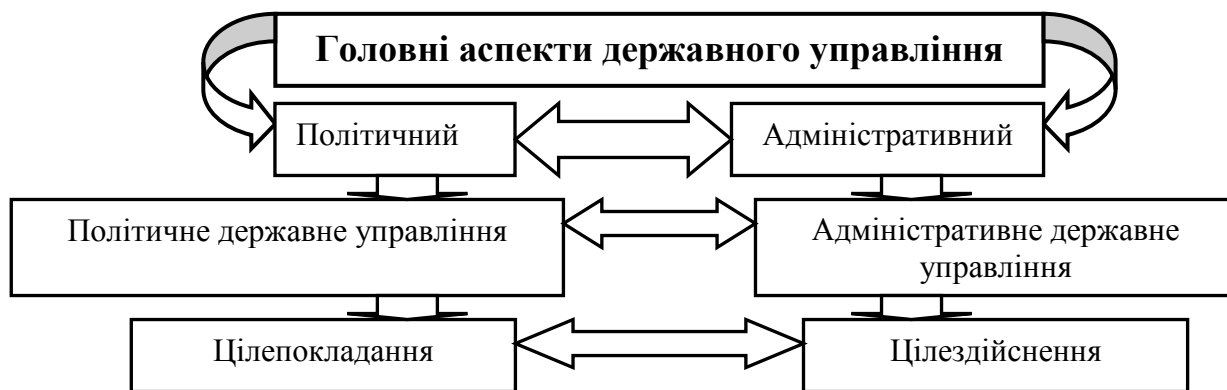 Головні аспекти державного управління
Політичний
Адміністративний
Політичне державне управління
Адміністративне державне
управління
Цілепокладання
Цілездійснення